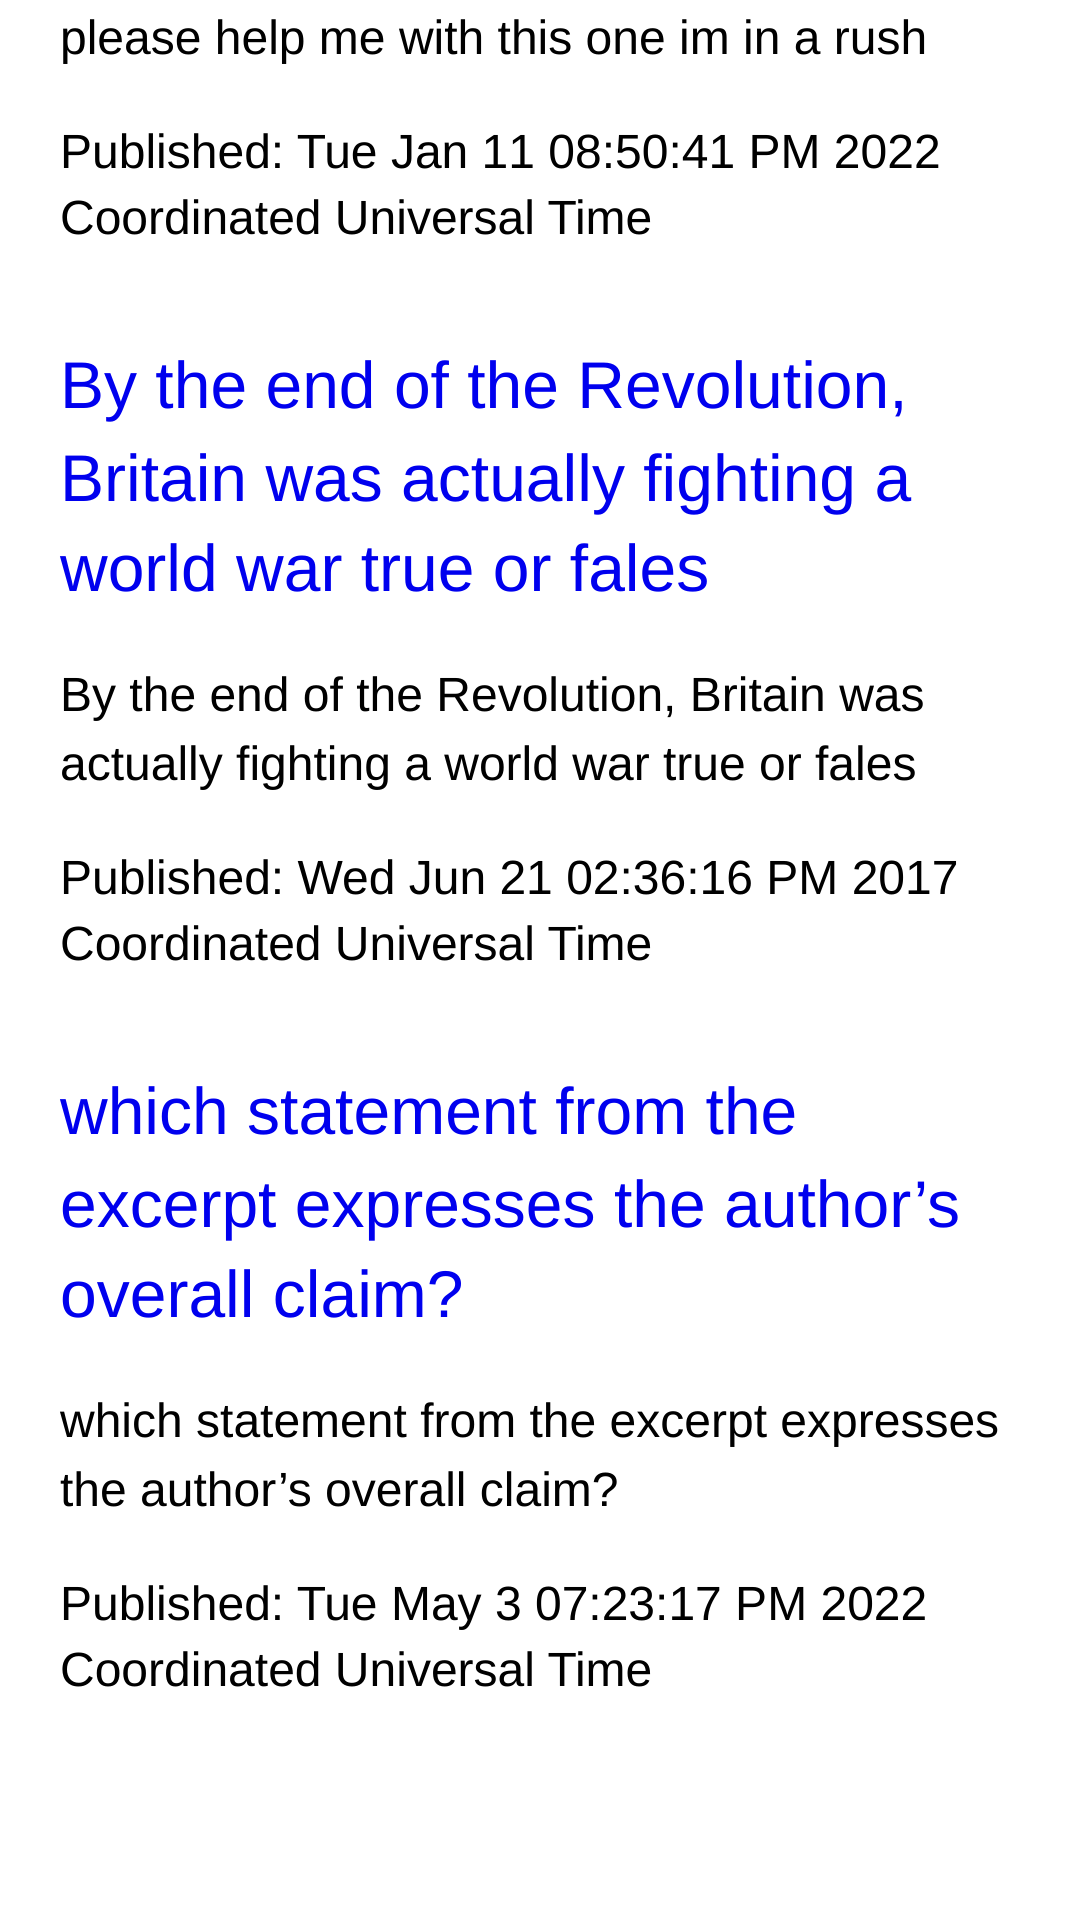 please help me with this one im in a rush
Published: Tue Jan 11 08:50:41 PM 2022
Coordinated Universal Time
By the end of the Revolution,
Britain was actually fighting a
world war true or fales
By the end of the Revolution, Britain was
actually fighting a world war true or fales
Published: Wed Jun 21 02:36:16 PM 2017
Coordinated Universal Time
which statement from the
excerpt expresses the author’s
overall claim?
which statement from the excerpt expresses
the author’s overall claim?
Published: Tue May 3 07:23:17 PM 2022
Coordinated Universal Time